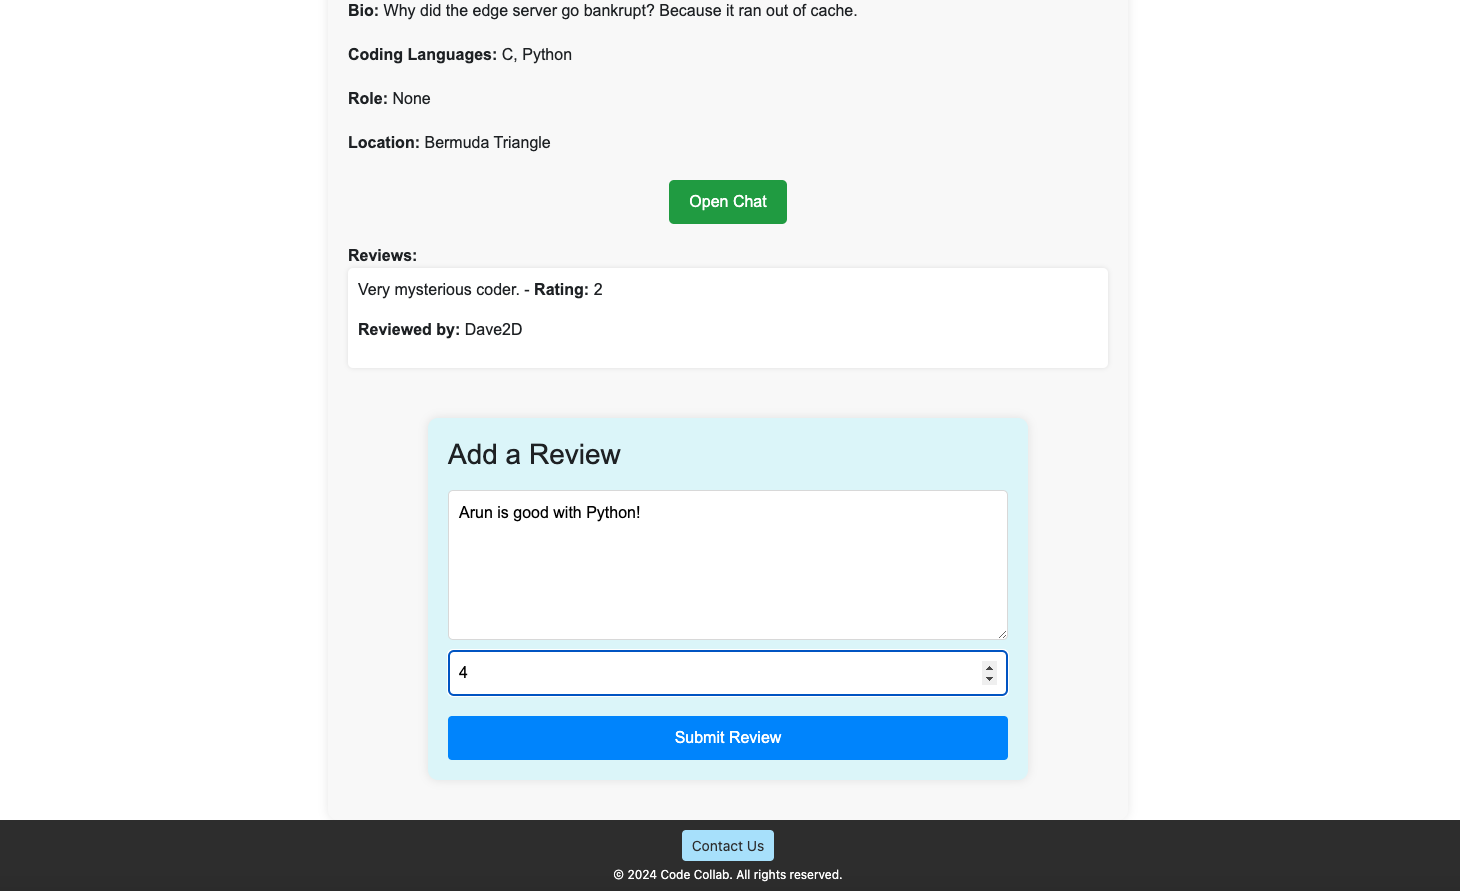 Bio: Why did the edge server go bankrupt? Because it ran out of cache.
Coding Languages: C, Python
Role: None
Location: Bermuda Triangle
Open Chat
Reviews:
Very mysterious coder. - Rating: 2
Reviewed by: Dave2D
Add a Review
Arun is good with Python!
4
Submit Review
Contact Us
© 2024 Code Collab. All rights reserved.